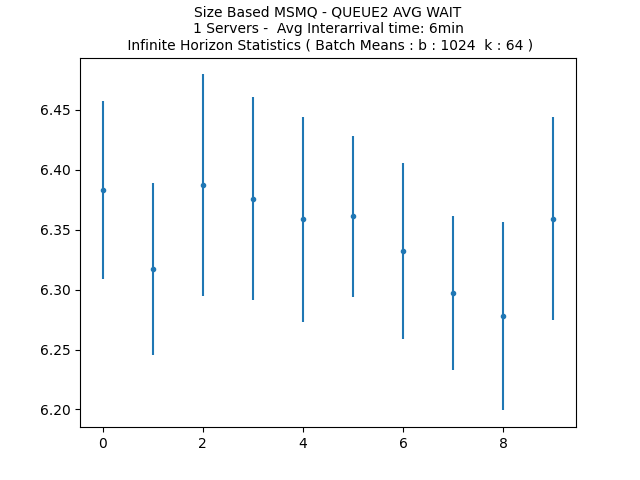 Size Based MSMQ - QUEUE2 AVG WAIT
1 Servers -  Avg Interarrival time: 6min
Infinite Horizon Statistics ( Batch Means : b : 1024  k : 64 )
6.45
6.40
6.35
6.30
6.25
6.20
0 2 4 6 8